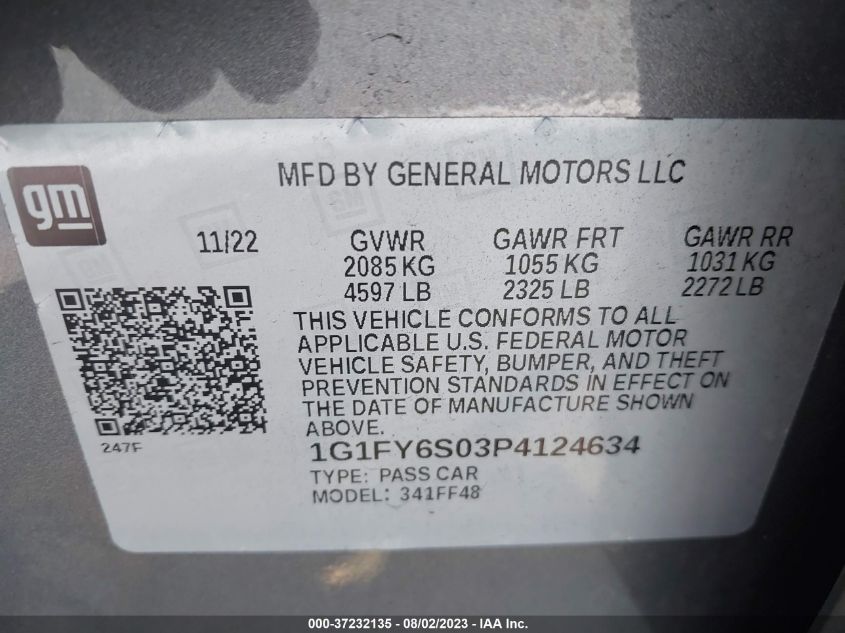 gm
MFD BY GENERAL MOTORS LLC
11/22 GVWR GAWR FRT GAWR RR
2085 KG 1055 KG 1031 KG
4597 LB 2325 LB 2272 LB
THIS VEHICLE CONFORMS TO ALL
APPLICABLE U.S. FEDERAL MOTOR
VEHICLE SAFETY, BUMPER, AND THEFT
PREVENTION STANDARDS IN EFFECT ON
THE DATE OF MANUFACTURE SHOWN
ABOVE.
247F
1G1FY6S03P4124634
TYPE: PASS CAR
MODEL: 341FF48
000-37232135 - 08/02/2023 - IAA Inc.